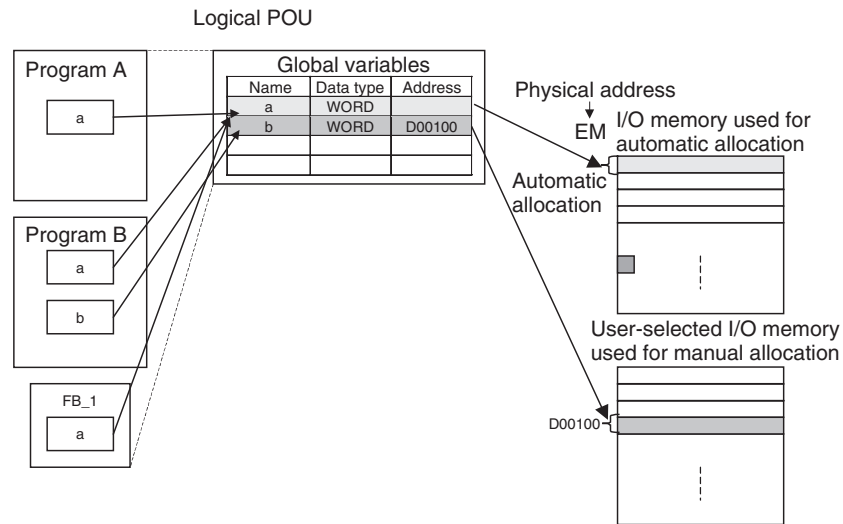 Logical POU
Program A
a
Program B
a
b
FB_1
a
Global variables
Name Data type Address
a WORD
b WORD D00100
Physical address
EM
I/O memory used for
automatic allocation
Automatic
allocation
User-selected I/O memory
used for manual allocation
D00100